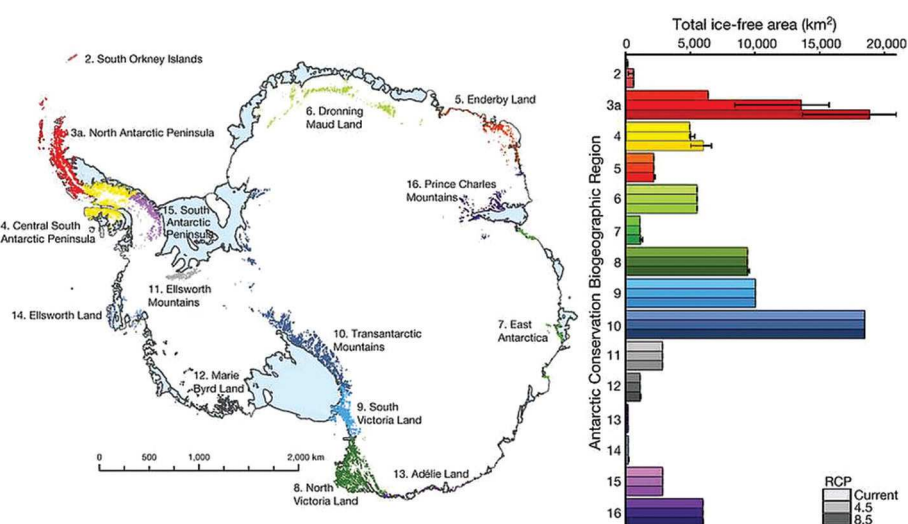 2. South Orkney Islands
3a. North Antarctic Peninsula
4. Central South
Antarctic Peninsula
15. South
Antarctic
Peninsula
11. Ellsworth
Mountains
14. Ellsworth Land
12. Marie
Byrd Land
6. Dronning
Maud Land
5. Enderby Land
16. Prince Charles
Mountains
7. East
Antarctica
10. Transantarctic
Mountains
9. South
Victoria Land
8. North
Victoria Land
13. Adélie Land
0 500 1,000 2,000 km
Total ice-free area (km²)
0 5,000 10,000 15,000 20,000
Antarctic Conservation Biogeographic Region
2
3a
4
5
6
7
8
9
10
11
12
13
14
15
16
RCP
Current
4.5
8.5